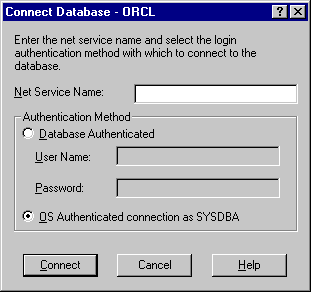 Connect Database - ORCL
Enter the net service name and select the login
authentication method with which to connect to the
database.
Net Service Name:
Authentication Method
Database Authenticated
User Name:
Password:
OS Authenticated connection as SYSDBA
Connect Cancel Help